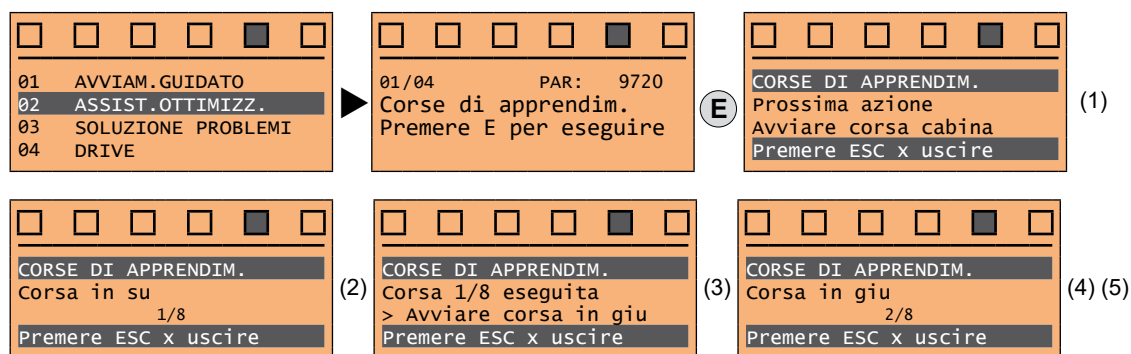 01 AVVIAM.GUIDATO
02 ASSIST.OTTIMIZZ.
03 SOLUZIONE PROBLEMI
04 DRIVE
01/04 PAR: 9720
Corse di apprendim.
Premere E per eseguire
E
CORSE DI APPRENDIM.
Prossima azione
Avviare corsa cabina
Premere ESC x uscire
(1)
CORSE DI APPRENDIM.
Corsa in su
1/8
Premere ESC x uscire
(2)
CORSE DI APPRENDIM.
Corsa 1/8 eseguita
> Avviare corsa in giu
Premere ESC x uscire
(3)
CORSE DI APPRENDIM.
Corsa in giu
2/8
Premere ESC x uscire
(4) (5)